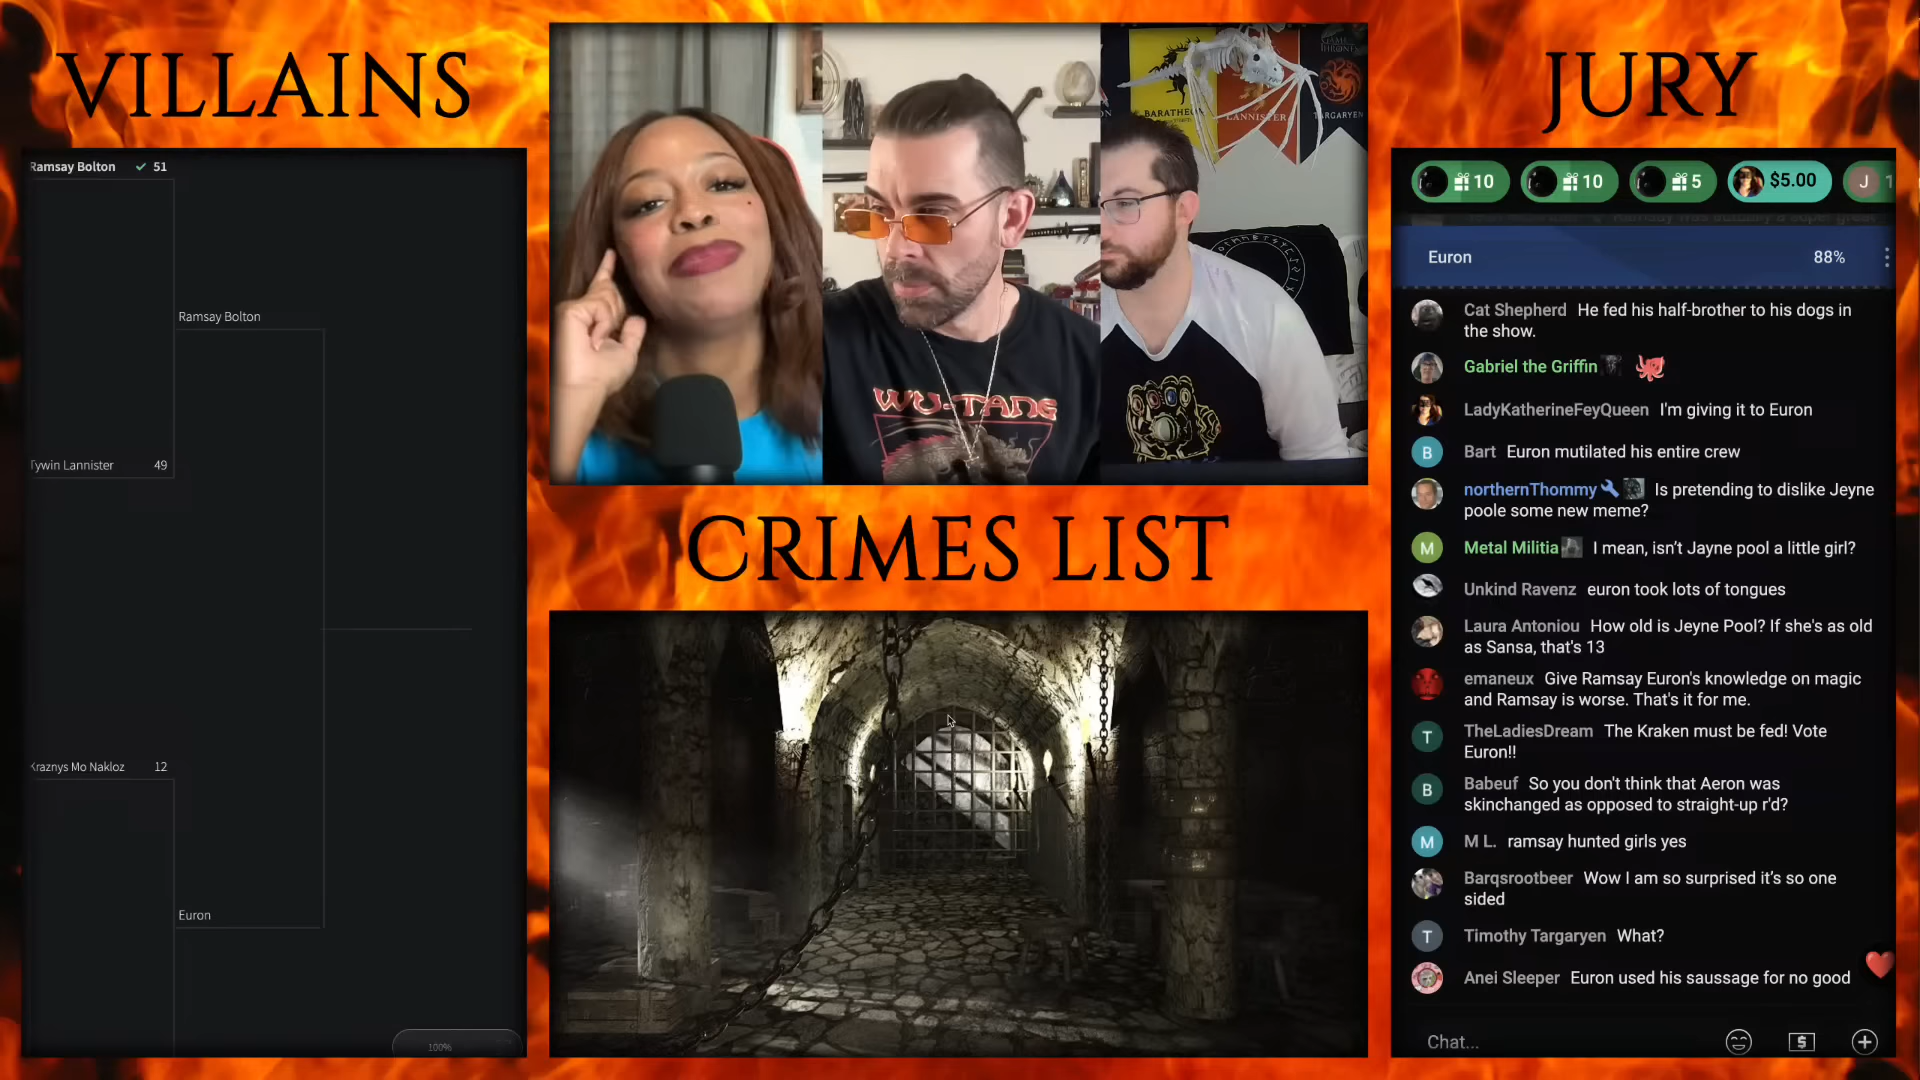 VILLAINS
Ramsay Bolton ✓ 51
Ramsay Bolton
Tywin Lannister 49
Kraznys Mo Nakloz 12
Euron
100%
BARATHEON
LANNISTER
TARGARYEN
GAME
THRONES
WU-TANG
CRIMES LIST
JURY
10
10
5
$5.00
J 1
Euron 88%
Cat Shepherd He fed his half-brother to his dogs in
the show.
Gabriel the Griffin
LadyKatherineFeyQueen I'm giving it to Euron
B Bart Euron mutilated his entire crew
northernThommy Is pretending to dislike Jeyne
poole some new meme?
M Metal Militia I mean, isn't Jayne pool a little girl?
Unkind Ravenz euron took lots of tongues
Laura Antoniou How old is Jeyne Pool? If she's as old
as Sansa, that's 13
emaneux Give Ramsay Euron's knowledge on magic
and Ramsay is worse. That's it for me.
T TheLadiesDream The Kraken must be fed! Vote
Euron!!
B Babeuf So you don't think that Aeron was
skinchanged as opposed to straight-up r'd?
M M L. ramsay hunted girls yes
Barqsrootbeer Wow I am so surprised it's so one
sided
T Timothy Targaryen What?
Anei Sleeper Euron used his saussage for no good
Chat...